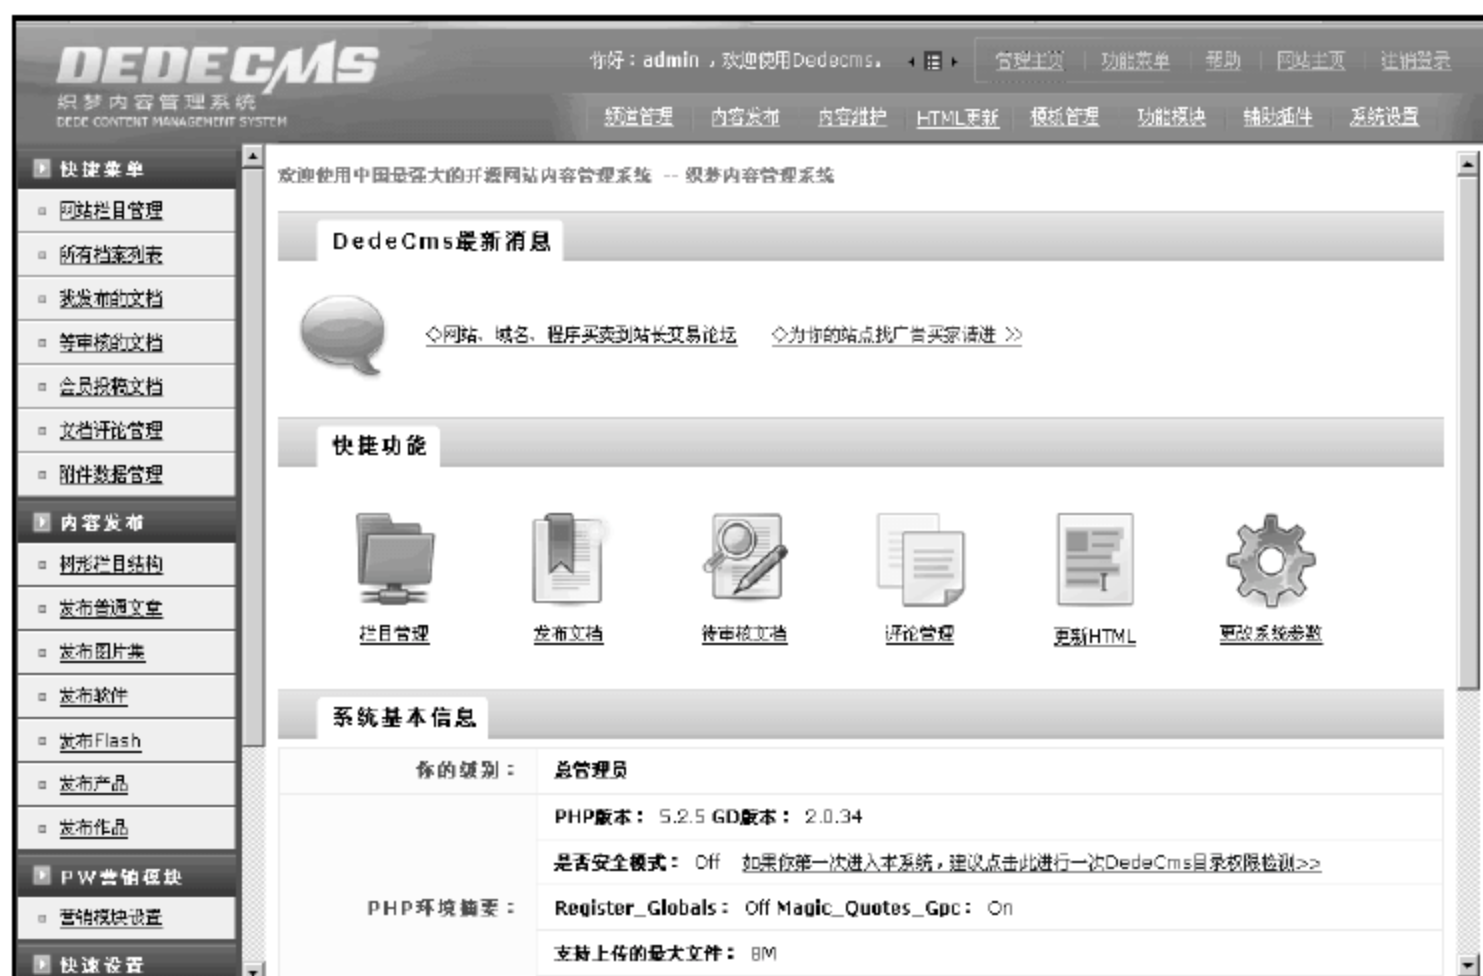 DEDECMS
织梦内容管理系统
DEDE CONTENT MANAGEMENT SYSTEM
你好：admin，欢迎使用Dedecms。 管理主页 功能菜单 帮助 网站主页 注销登录
频道管理 内容发布 内容维护 HTML更新 模板管理 功能模块 辅助插件 系统设置
快捷菜单
网站栏目管理
所有档案列表
我发布的文档
等审核的文档
会员投稿文档
文档评论管理
附件数据管理
内容发布
树形栏目结构
发布普通文章
发布图片集
发布软件
发布Flash
发布产品
发布作品
PW营销模块
营销模块设置
快速设置
欢迎使用中国最强大的开源网站内容管理系统 -- 织梦内容管理系统
DedeCms最新消息
◇网站、域名、程序买卖到站长交易论坛 ◇为你的站点找广告买家请进 >>
快捷功能
栏目管理 发布文档 待审核文档 评论管理 更新HTML 更改系统参数
系统基本信息
你的级别： 总管理员
PHP环境摘要：
PHP版本： 5.2.5 GD版本： 2.0.34
是否安全模式： Off 如果你第一次进入本系统，建议点击此进行一次DedeCms目录权限检测>>
Register_Globals： Off Magic_Quotes_Gpc： On
支持上传的最大文件： 8M